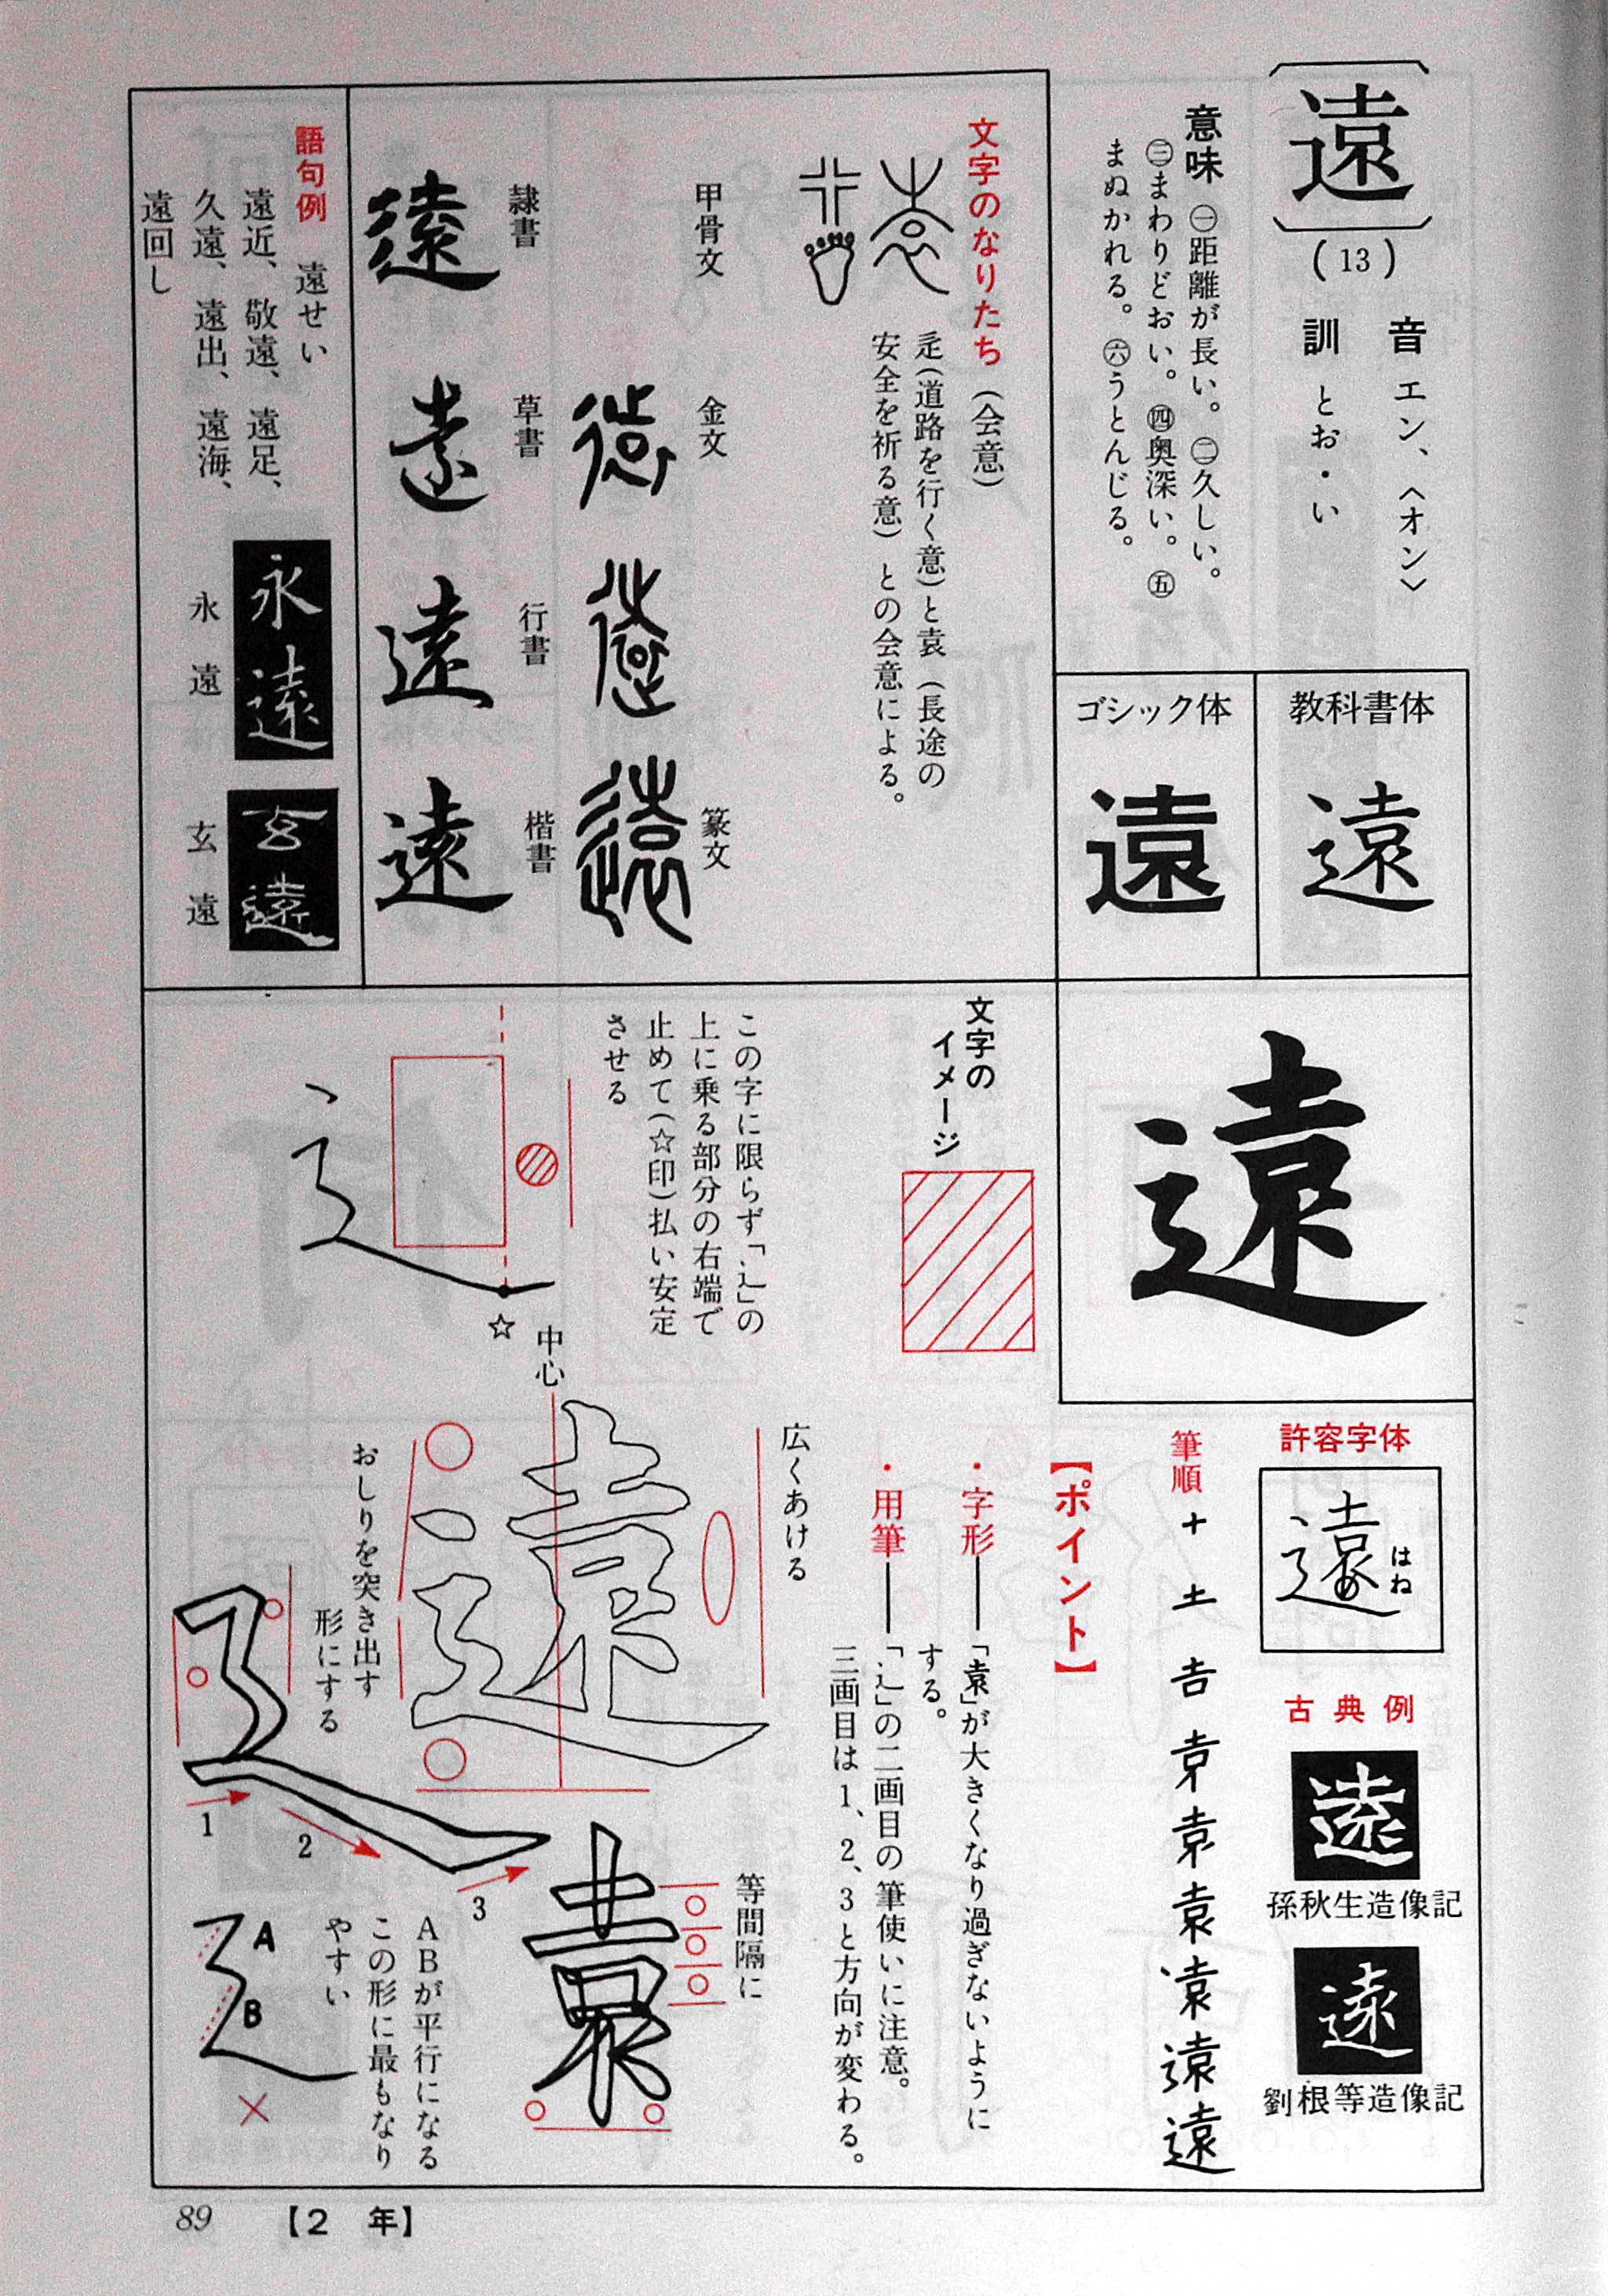 遠
(13)
音 エン、〈オン〉
訓 とお・い
意味 ㊀距離が長い。㊁久しい。
㊂まわりどおい。㊃奥深い。㊄
まぬかれる。㊅うとんじる。
教科書体
遠
ゴシック体
遠
文字のなりたち (会意)
辵(道路を行く意)と袁(長途の
安全を祈る意)との会意による。
甲骨文
金文
篆文
隷書
遠
草書
遠
行書
遠
楷書
遠
語句例 遠せい
遠近、敬遠、遠足、
久遠、遠出、遠海、
遠回し
永遠
永遠
玄遠
玄遠
遠
文字の
イメージ
この字に限らず「⻌」の
上に乗る部分の右端で
止めて(☆印)払い安定
させる
☆
許容字体
遠
はね
古典例
遠
孫秋生造像記
遠
劉根等造像記
筆順
【ポイント】
・字形―「袁」が大きくなり過ぎないように
する。
・用筆―「⻌」の二画目の筆使いに注意。
三画目は1、2、3と方向が変わる。
広くあける
中心
遠
おしりを突き出す
形にする
1
2
3
等間隔に
袁
ABが平行になる
この形に最もなり
やすい
A
B
×
89 【2 年】